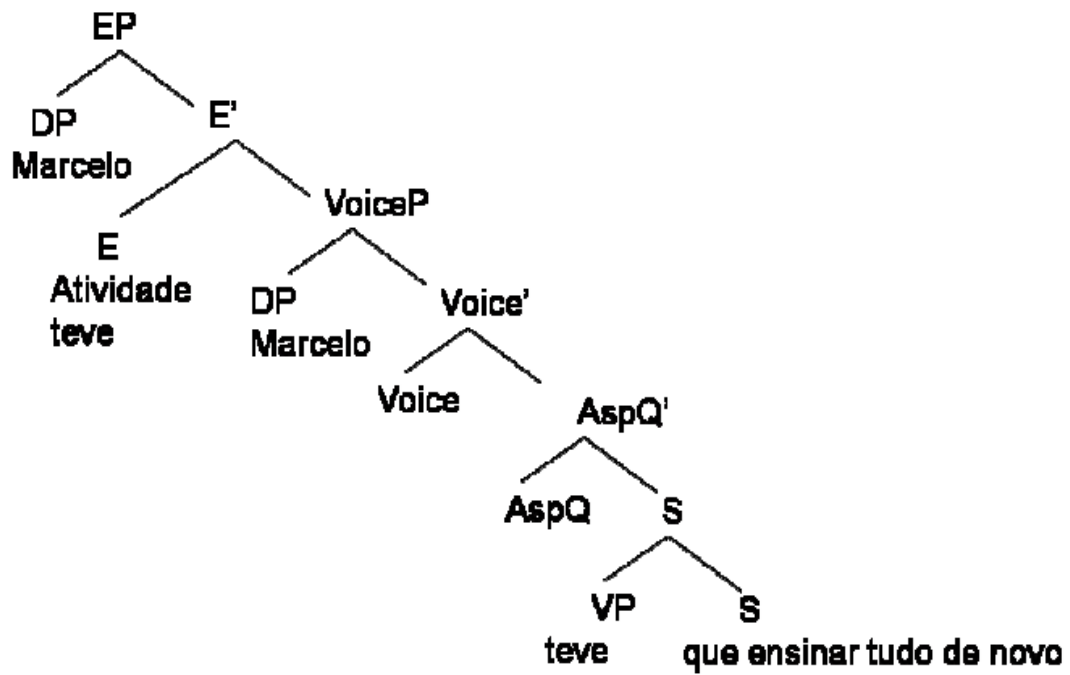 EP
DP
E'
Marcelo
VoiceP
E
Atividade
teve
DP
Voice'
Marcelo
Voice
AspQ'
AspQ
S
VP
S
teve
que ensinar tudo de novo